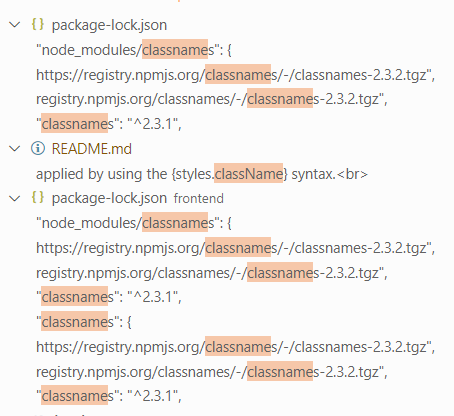 package-lock.json
"node_modules/classnames": {
https://registry.npmjs.org/classnames/-/classnames-2.3.2.tgz",
registry.npmjs.org/classnames/-/classnames-2.3.2.tgz",
"classnames": "^2.3.1",
README.md
applied by using the {styles.className} syntax.<br>
package-lock.json frontend
"node_modules/classnames": {
https://registry.npmjs.org/classnames/-/classnames-2.3.2.tgz",
registry.npmjs.org/classnames/-/classnames-2.3.2.tgz",
"classnames": "^2.3.1",
"classnames": {
https://registry.npmjs.org/classnames/-/classnames-2.3.2.tgz",
registry.npmjs.org/classnames/-/classnames-2.3.2.tgz",
"classnames": "^2.3.1",